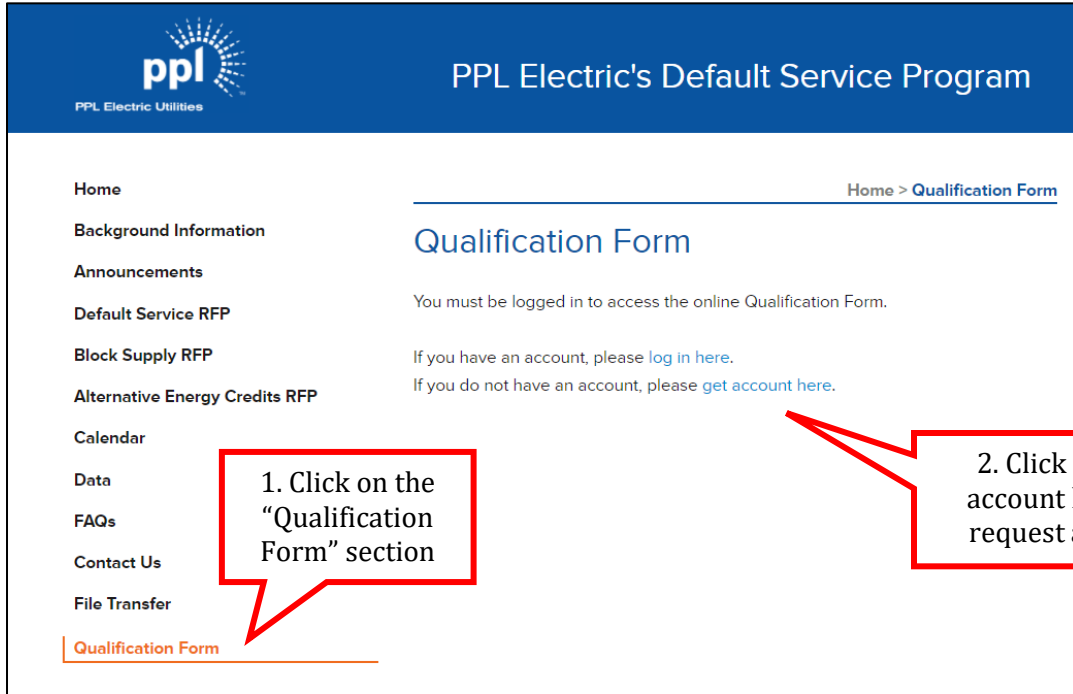 ppl
PPL Electric Utilities
PPL Electric's Default Service Program
Home
Background Information
Announcements
Default Service RFP
Block Supply RFP
Alternative Energy Credits RFP
Calendar
Data
FAQs
Contact Us
File Transfer
Qualification Form
Home > Qualification Form
Qualification Form
You must be logged in to access the online Qualification Form.
If you have an account, please log in here.
If you do not have an account, please get account here.
1. Click on the
“Qualification
Form” section
2. Click
account
request